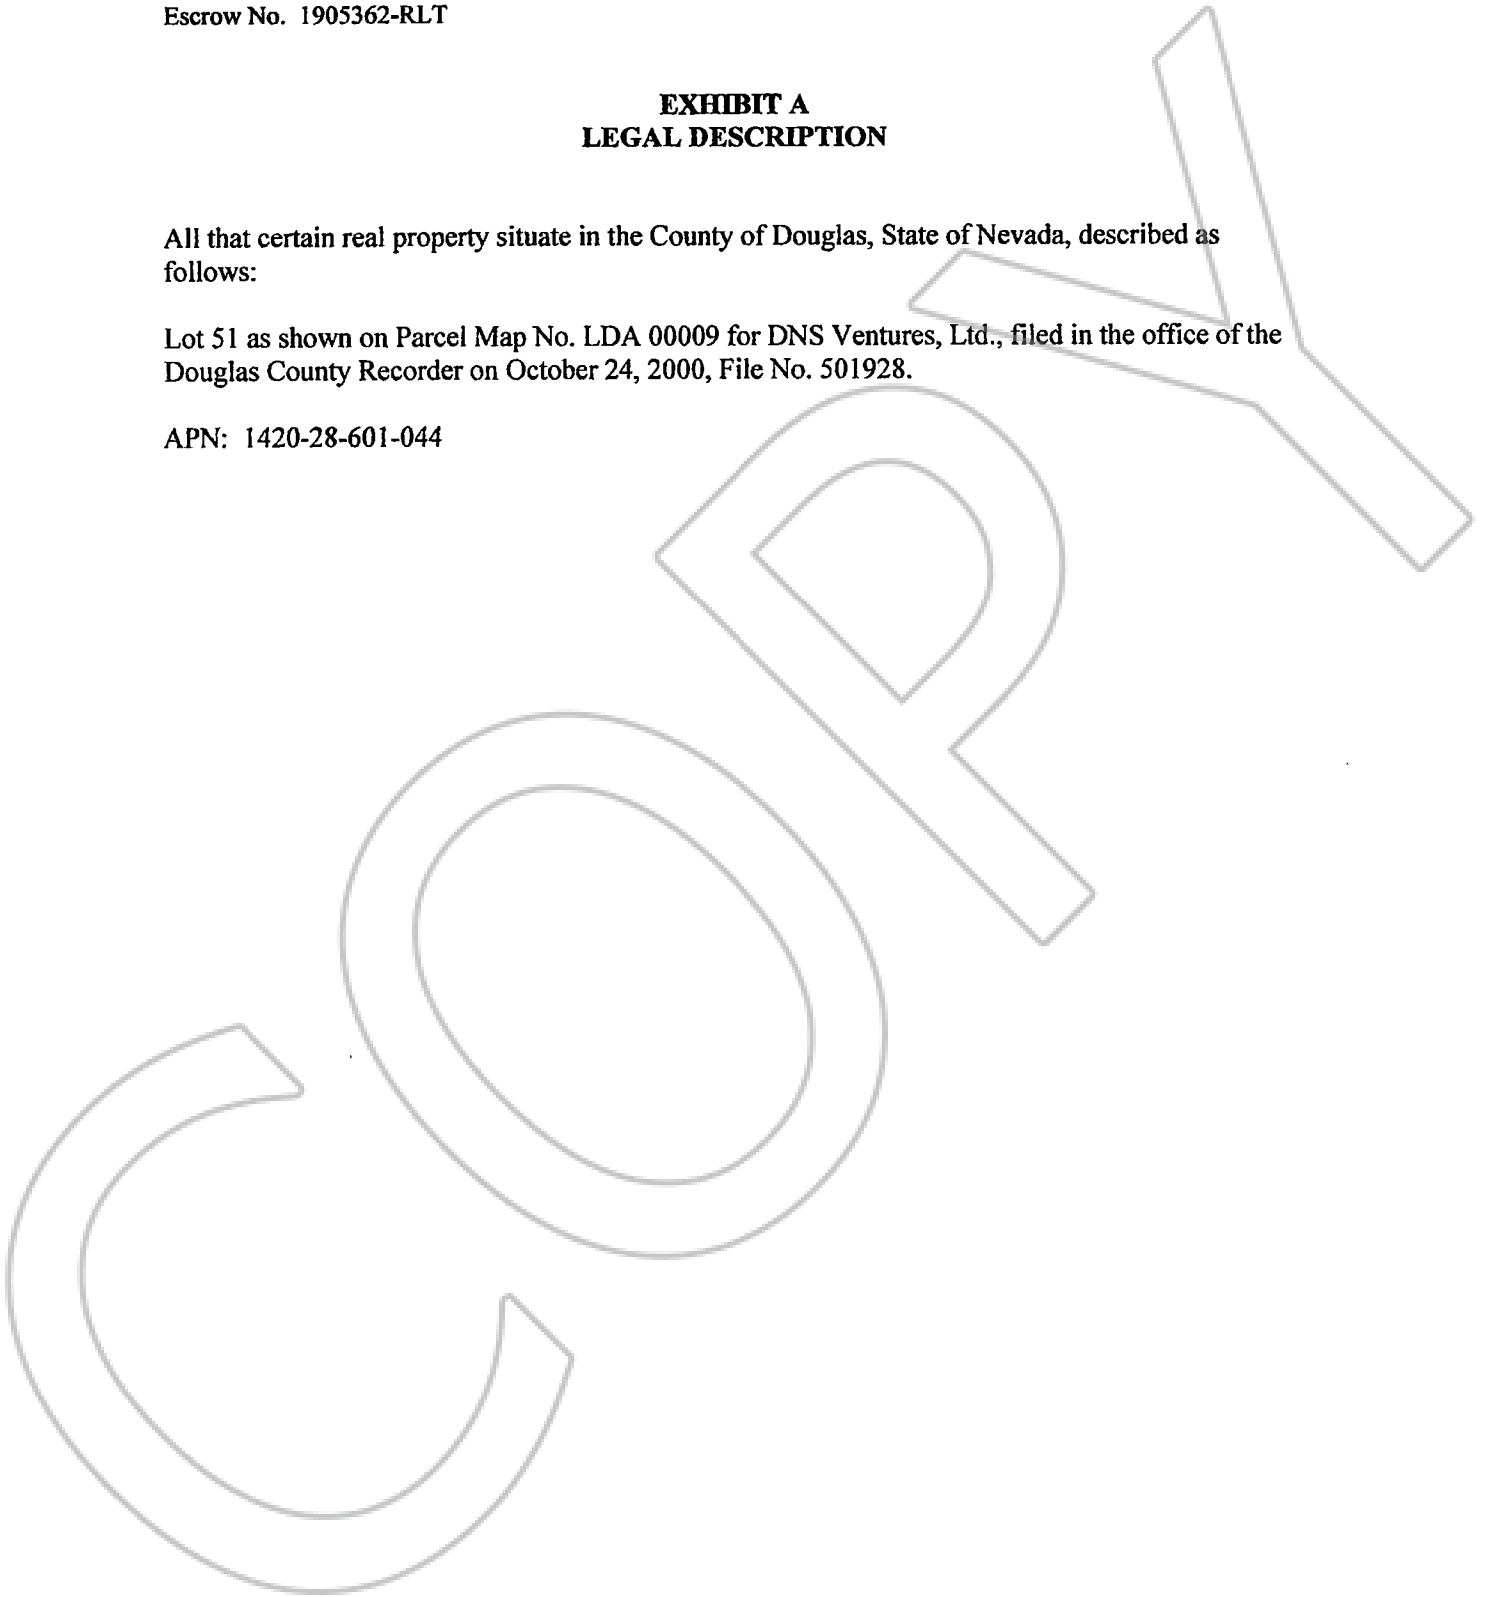 Escrow No. 1905362-RLT
EXHIBIT A
LEGAL DESCRIPTION
All that certain real property situate in the County of Douglas, State of Nevada, described as
follows:
Lot 51 as shown on Parcel Map No. LDA 00009 for DNS Ventures, Ltd., filed in the office of the
Douglas County Recorder on October 24, 2000, File No. 501928.
APN: 1420-28-601-044
COPY